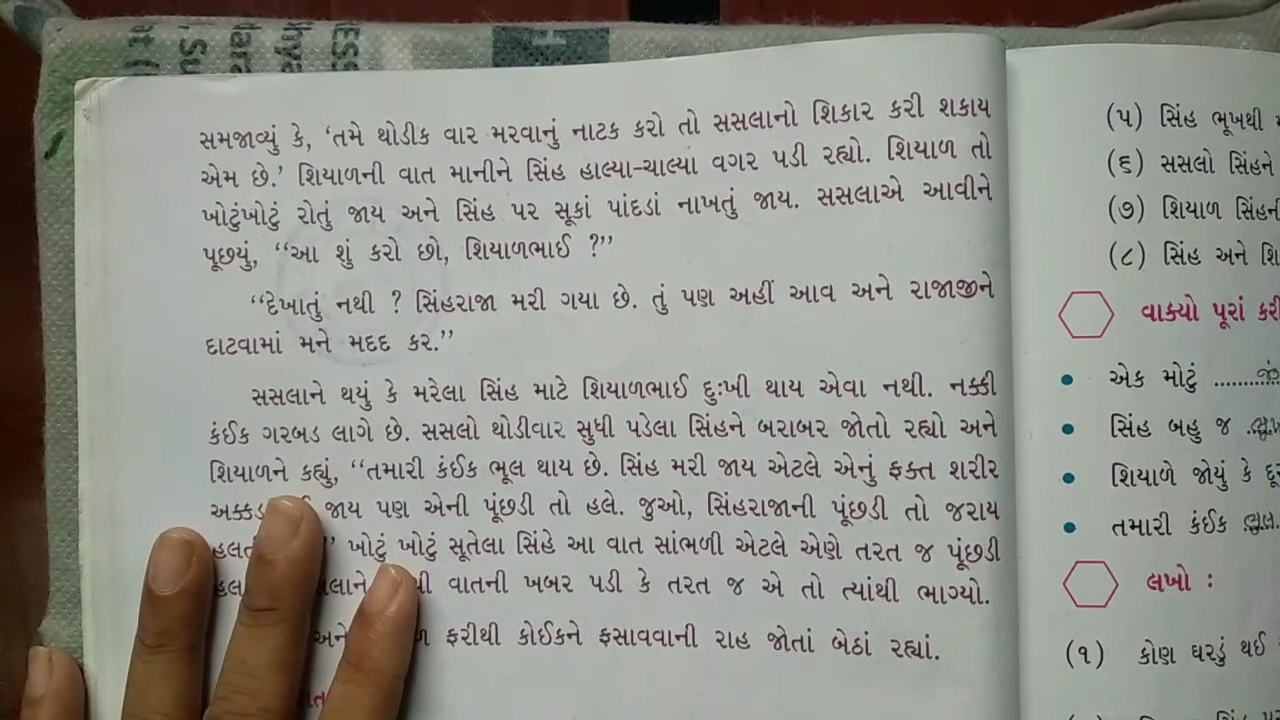 સમજાવ્યું કે, ‘તમે થોડીક વાર મરવાનું નાટક કરો તો સસલાનો શિકાર કરી શકાય
એમ છે.’ શિયાળની વાત માનીને સિંહ હાલ્યા-ચાલ્યા વગર પડી રહ્યો. શિયાળ તો
ખોટુંખોટું રોતું જાય અને સિંહ પર સૂકાં પાંદડાં નાખતું જાય. સસલાએ આવીને
પૂછ્યું, “આ શું કરો છો, શિયાળભાઈ ?”
“દેખાતું નથી ? સિંહરાજા મરી ગયા છે. તું પણ અહીં આવ અને રાજાજીને
દાટવામાં મને મદદ કર.”
સસલાને થયું કે મરેલા સિંહ માટે શિયાળભાઈ દુઃખી થાય એવા નથી. નક્કી
કંઈક ગરબડ લાગે છે. સસલો થોડીવાર સુધી પડેલા સિંહને બરાબર જોતો રહ્યો અને
શિયાળને કહ્યું, “તમારી કંઈક ભૂલ થાય છે. સિંહ મરી જાય એટલે એનું ફક્ત શરીર
જાય પણ એની પૂંછડી તો હલે. જુઓ, સિંહરાજાની પૂંછડી તો જરાય
” ખોટું ખોટું સૂતેલા સિંહે આ વાત સાંભળી એટલે એણે તરત જ પૂંછડી
વાતની ખબર પડી કે તરત જ એ તો ત્યાંથી ભાગ્યો.
અને ફરીથી કોઈકને ફસાવવાની રાહ જોતાં બેઠાં રહ્યાં.
(૫) સિંહ ભૂખથી
(૬) સસલો સિંહને
(૭) શિયાળ
(૮) સિંહ અને
વાક્યો પૂરાં
એક મોટું ..........
સિંહ બહુ જ
શિયાળે જોયું કે
તમારી કંઈક
લખો :
(૧) કોણ ઘરડું થઈ